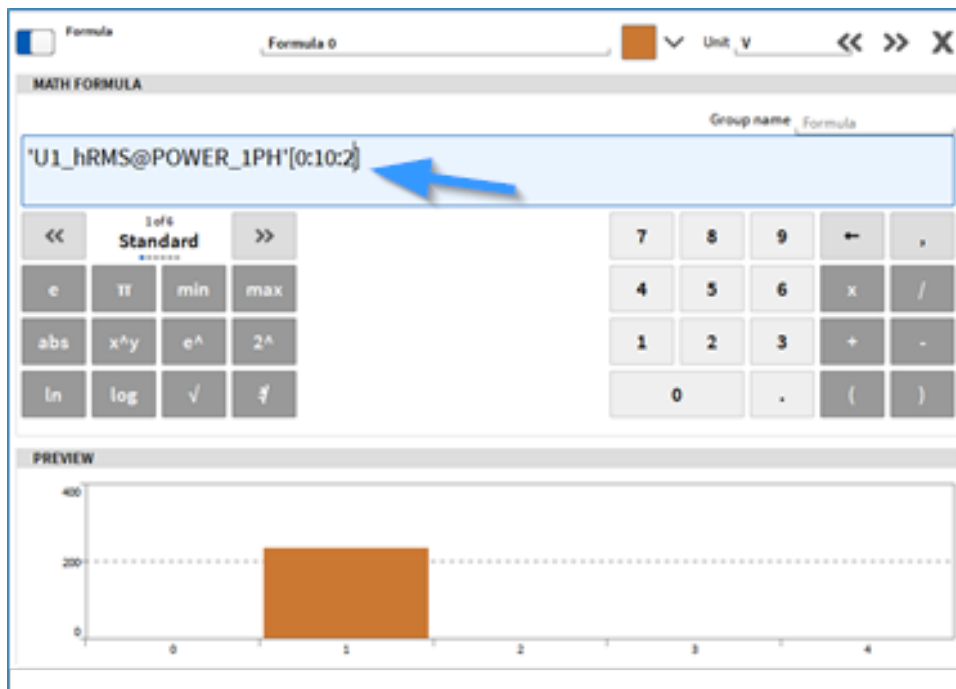 Formula Formula 0 Unit V << >> X
MATH FORMULA
Group name Formula
'U1_hRMS@POWER_1PH'[0:10:2]
<< 1 of 6 >> 7 8 9 ← ,
Standard
e π min max 4 5 6 x /
abs x^y e^ 2^ 1 2 3 + -
ln log √ 0 . ( )
PREVIEW
400
200
0
0 1 2 3 4